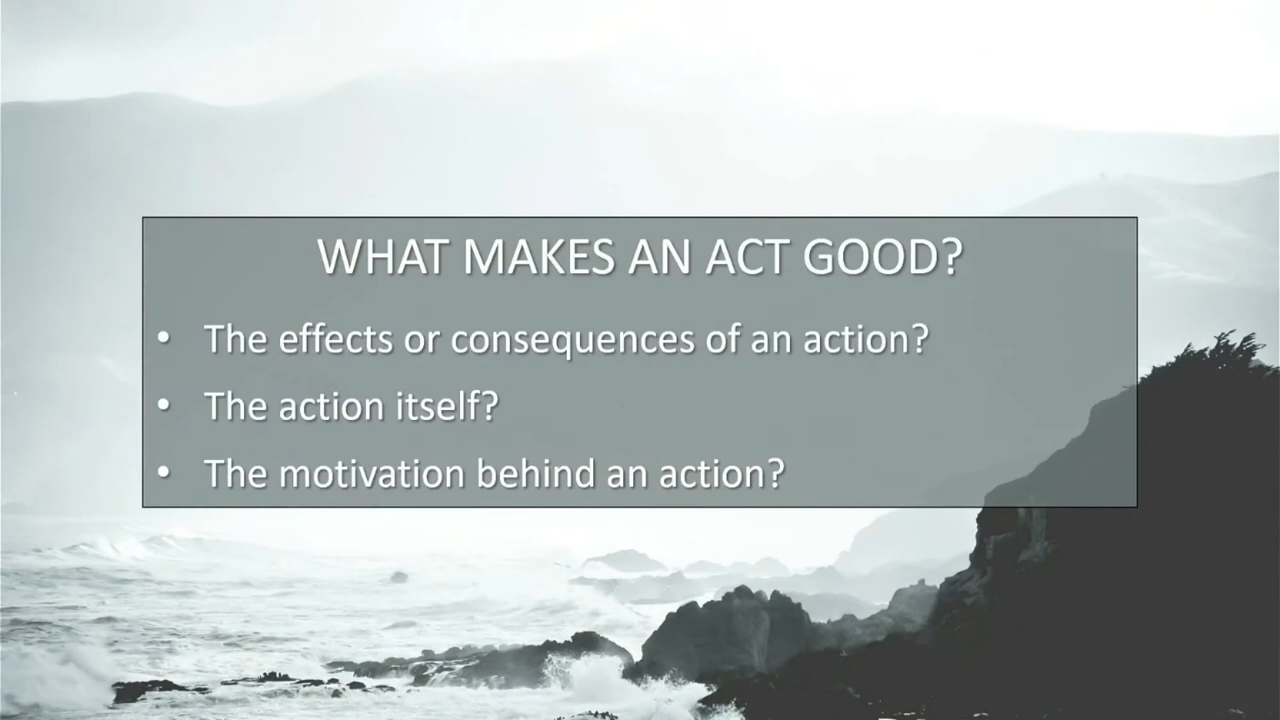 WHAT MAKES AN ACT GOOD?
• The effects or consequences of an action?
• The action itself?
• The motivation behind an action?